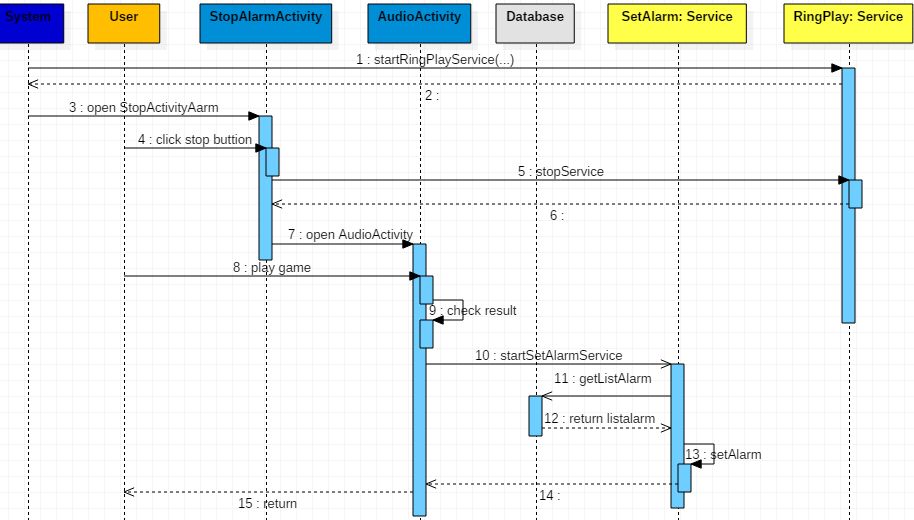 System
User
StopAlarmActivity
AudioActivity
Database
SetAlarm: Service
RingPlay: Service
1 : startRingPlayService(...)
2 :
3 : open StopActivityAarm
4 : click stop buttion
5 : stopService
6 :
7 : open AudioActivity
8 : play game
9 : check result
10 : startSetAlarmService
11 : getListAlarm
12 : return listalarm
13 : setAlarm
14 :
15 : return